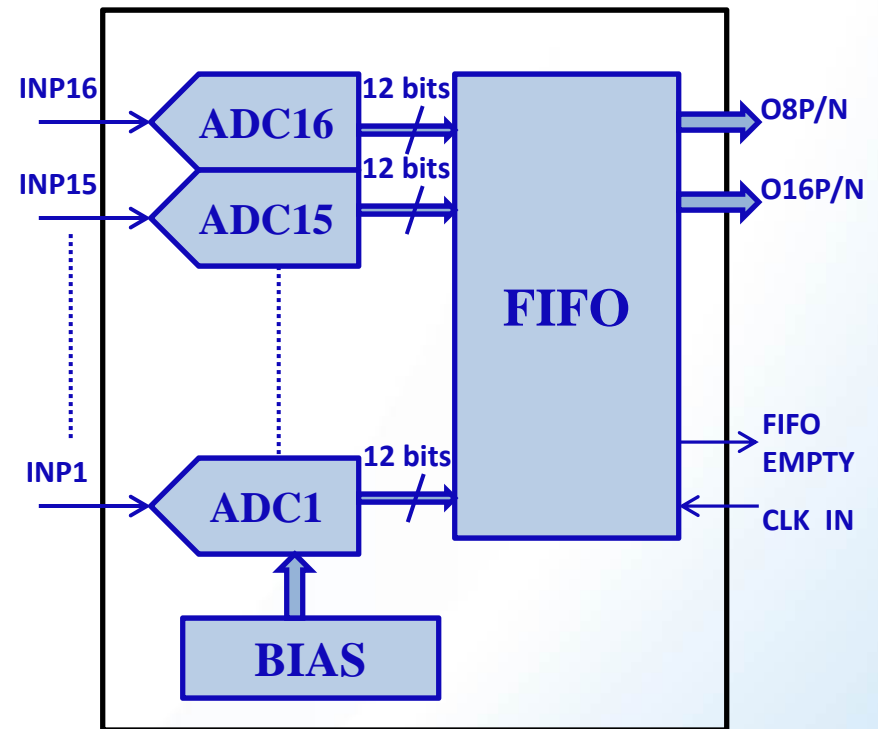 INP16
ADC16
12 bits
O8P/N
INP15
ADC15
12 bits
O16P/N
FIFO
INP1
ADC1
12 bits
FIFO
EMPTY
CLK IN
BIAS